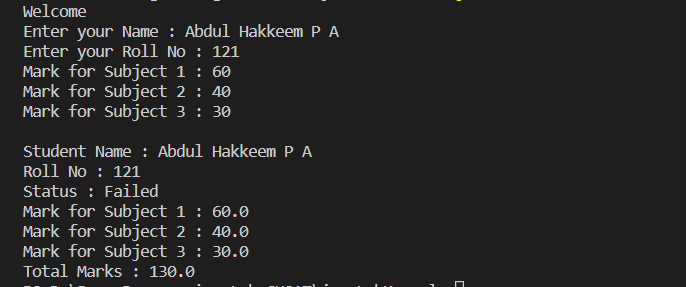 Welcome
Enter your Name : Abdul Hakkeem P A
Enter your Roll No : 121
Mark for Subject 1 : 60
Mark for Subject 2 : 40
Mark for Subject 3 : 30
Student Name : Abdul Hakkeem P A
Roll No : 121
Status : Failed
Mark for Subject 1 : 60.0
Mark for Subject 2 : 40.0
Mark for Subject 3 : 30.0
Total Marks : 130.0